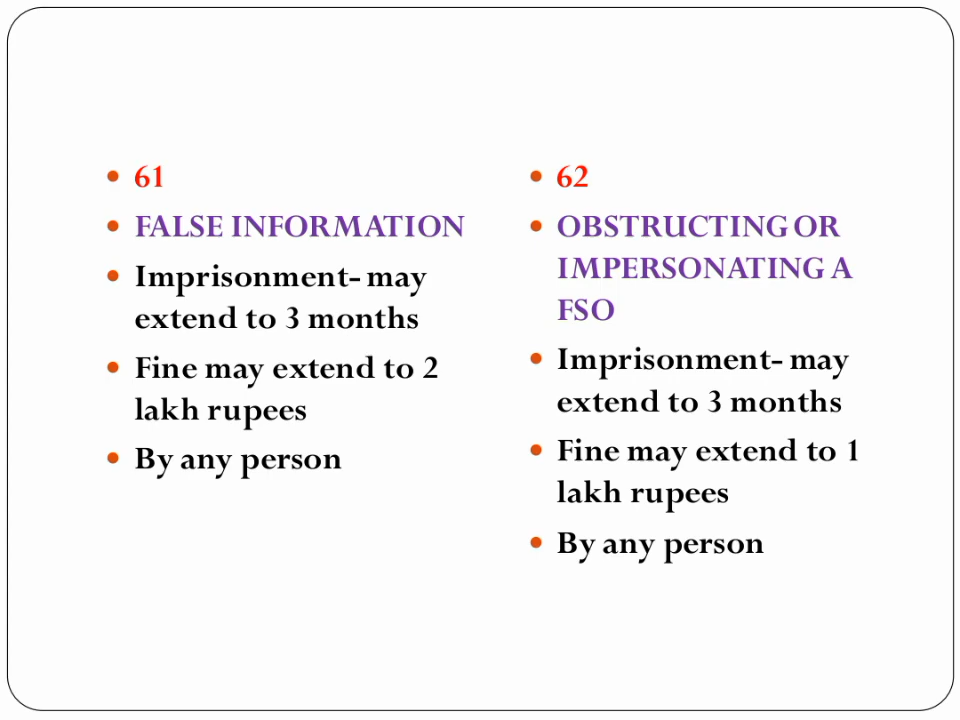 61
FALSE INFORMATION
Imprisonment- may
extend to 3 months
Fine may extend to 2
lakh rupees
By any person
62
OBSTRUCTING OR
IMPERSONATING A
FSO
Imprisonment- may
extend to 3 months
Fine may extend to 1
lakh rupees
By any person